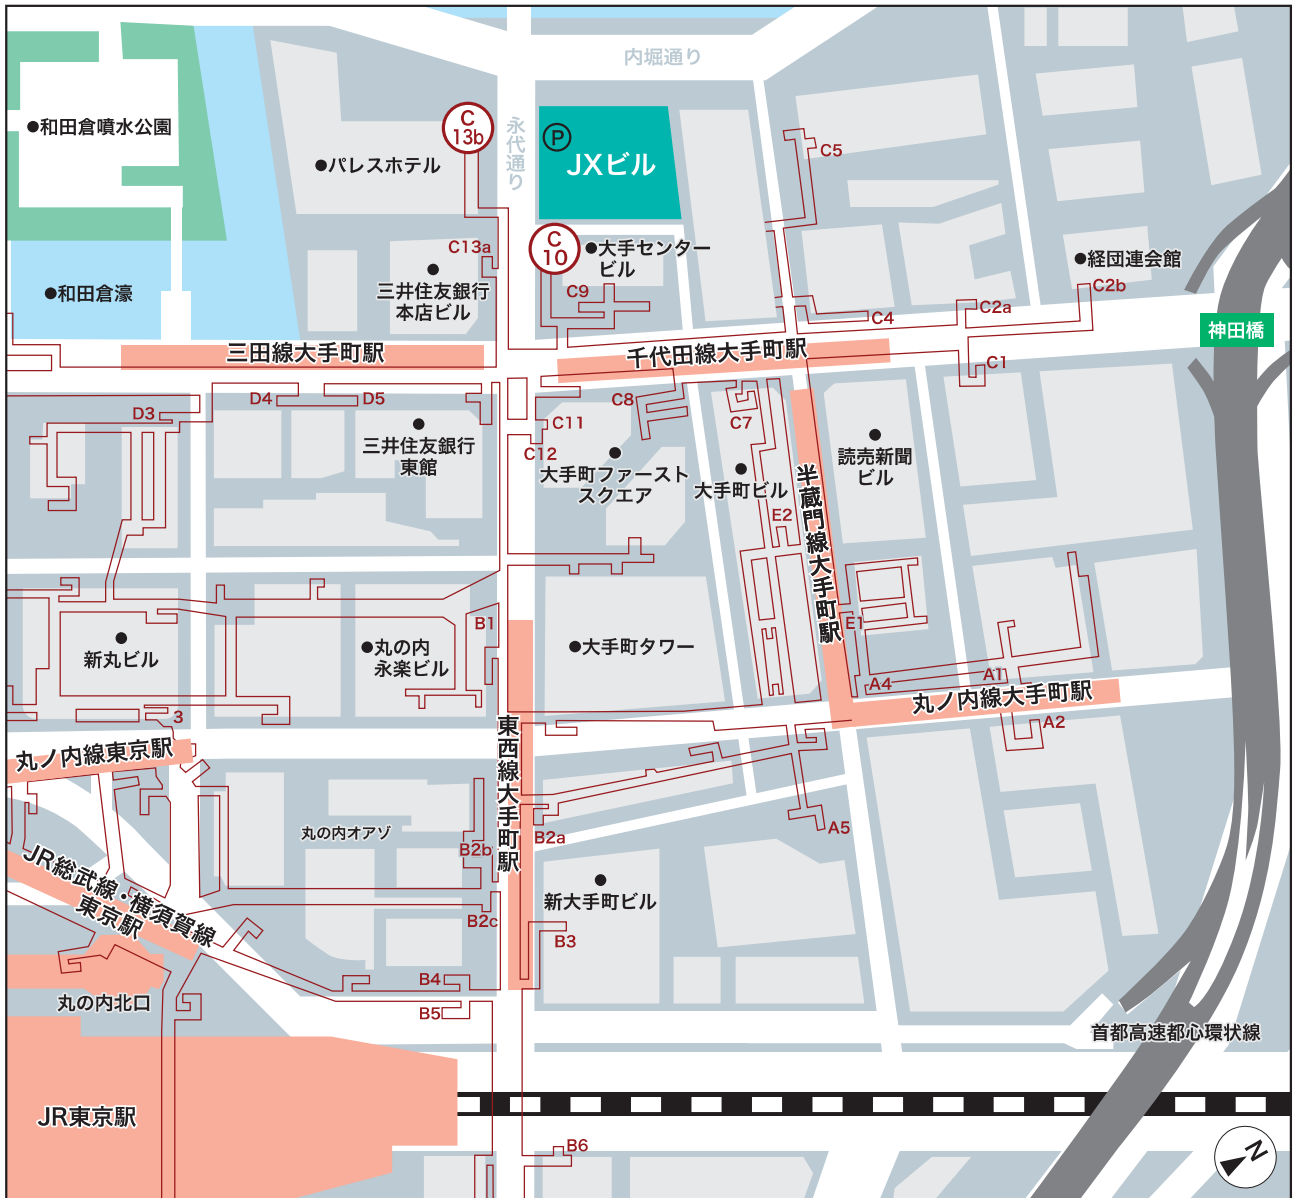 内堀通り
永代通り
●和田倉噴水公園
●パレスホテル
C
13b
P
JXビル
C5
C
10
●大手センター
ビル
C13a
●経団連会館
●和田倉濠
三井住友銀行
本店ビル
C9
C2b
C2a
C4
神田橋
三田線大手町駅
千代田線大手町駅
C1
D3
D4
D5
C8
C7
C11
C12
三井住友銀行
東館
大手町ファースト
スクエア
大手町ビル
読売新聞
ビル
半蔵門線大手町駅
E2
E1
B1
新丸ビル
●丸の内
永楽ビル
●大手町タワー
A4
A1
丸ノ内線大手町駅
3
A2
丸ノ内線東京駅
東西線大手町駅
丸の内オアゾ
B2a
B2b
A5
JR総武線・横須賀線
東京駅
新大手町ビル
B2c
B3
B4
丸の内北口
B5
首都高速都心環状線
JR東京駅
B6
N